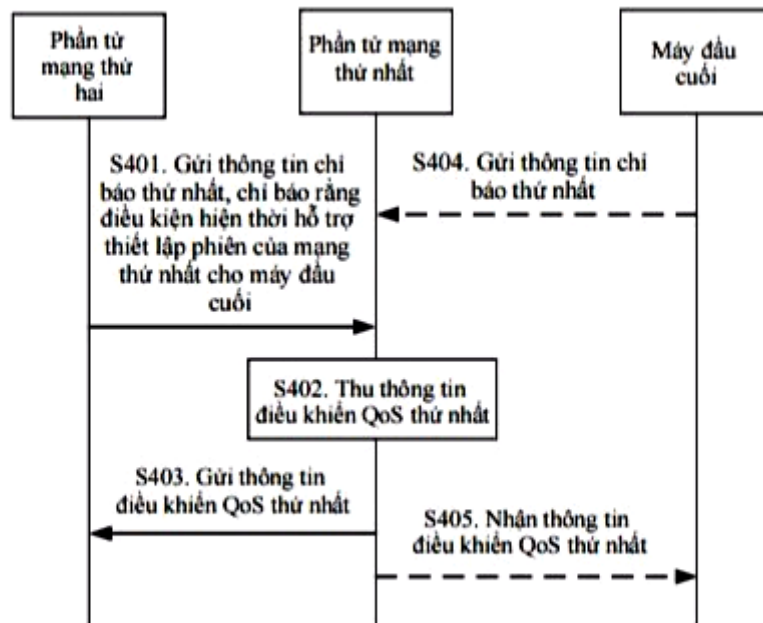 Phần tử
mạng thứ
hai
Phần tử mạng
thứ nhất
Máy đầu
cuối
S401. Gửi thông tin chỉ
báo thứ nhất, chỉ báo rằng
điều kiện hiện thời hỗ trợ
thiết lập phiên của mạng
thứ nhất cho máy đầu
cuối
S404. Gửi thông tin chỉ
báo thứ nhất
S402. Thu thông tin
điều khiển QoS thứ nhất
S403. Gửi thông tin
điều khiển QoS thứ nhất
S405. Nhận thông tin
điều khiển QoS thứ nhất